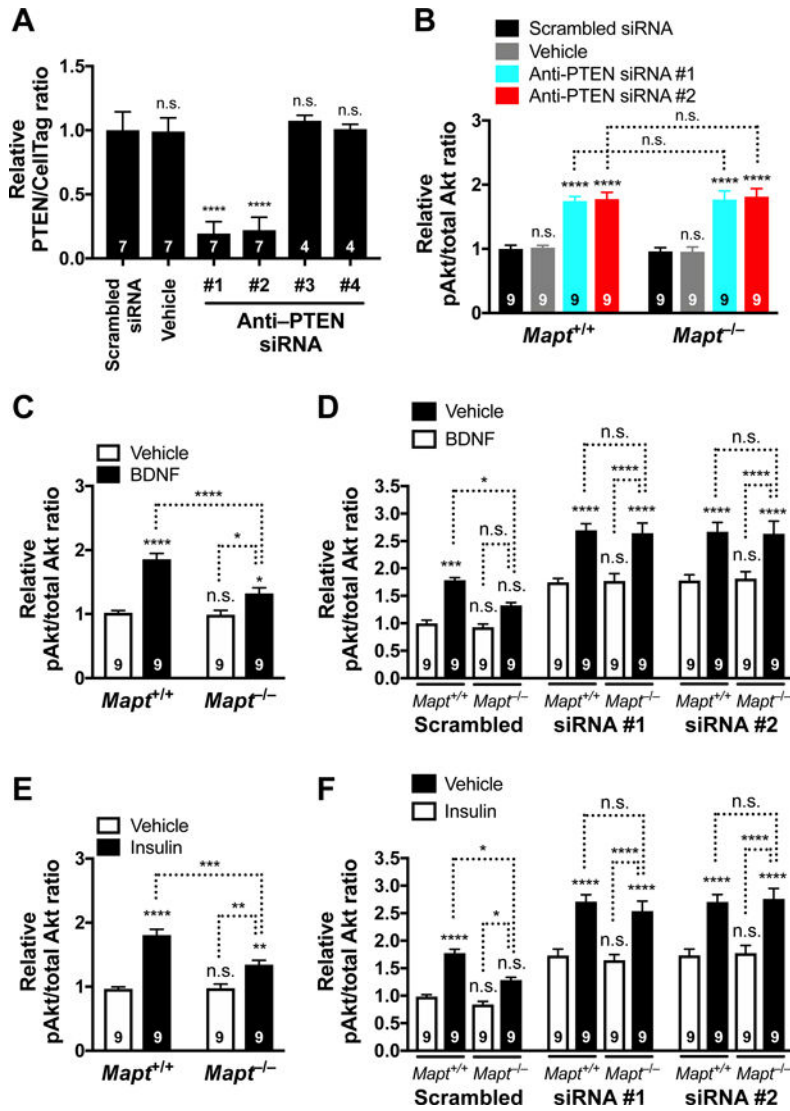 A
Relative
PTEN/CellTag ratio
1.5
1.0
0.5
0.0
n.s.
****
****
n.s.
n.s.
7
7
7
7
4
4
Scrambled
siRNA
Vehicle
#1
#2
#3
#4
Anti–PTEN
siRNA
B
Scrambled siRNA
Vehicle
Anti-PTEN siRNA #1
Anti-PTEN siRNA #2
Relative
pAkt/total Akt ratio
3
2
1
0
n.s.
n.s.
n.s.
****
****
n.s.
****
****
9
9
9
9
9
9
9
9
Mapt+/+
Mapt–/–
C
Vehicle
BDNF
Relative
pAkt/total Akt ratio
3
2
1
0
****
****
*
n.s.
*
9
9
9
9
Mapt+/+
Mapt–/–
D
Vehicle
BDNF
Relative
pAkt/total Akt ratio
3.5
3.0
2.5
2.0
1.5
1.0
0.5
0.0
*
***
n.s.
n.s.
n.s.
n.s.
****
****
****
n.s.
n.s.
****
****
****
n.s.
9
9
9
9
9
9
9
9
9
9
9
9
Mapt+/+
Mapt–/–
Mapt+/+
Mapt–/–
Mapt+/+
Mapt–/–
Scrambled
siRNA #1
siRNA #2
E
Vehicle
Insulin
Relative
pAkt/total Akt ratio
3
2
1
0
***
****
**
n.s.
**
9
9
9
9
Mapt+/+
Mapt–/–
F
Vehicle
Insulin
Relative
pAkt/total Akt ratio
3.5
3.0
2.5
2.0
1.5
1.0
0.5
0.0
*
****
*
n.s.
n.s.
n.s.
****
****
****
n.s.
n.s.
****
****
****
n.s.
9
9
9
9
9
9
9
9
9
9
9
9
Mapt+/+
Mapt–/–
Mapt+/+
Mapt–/–
Mapt+/+
Mapt–/–
Scrambled
siRNA #1
siRNA #2